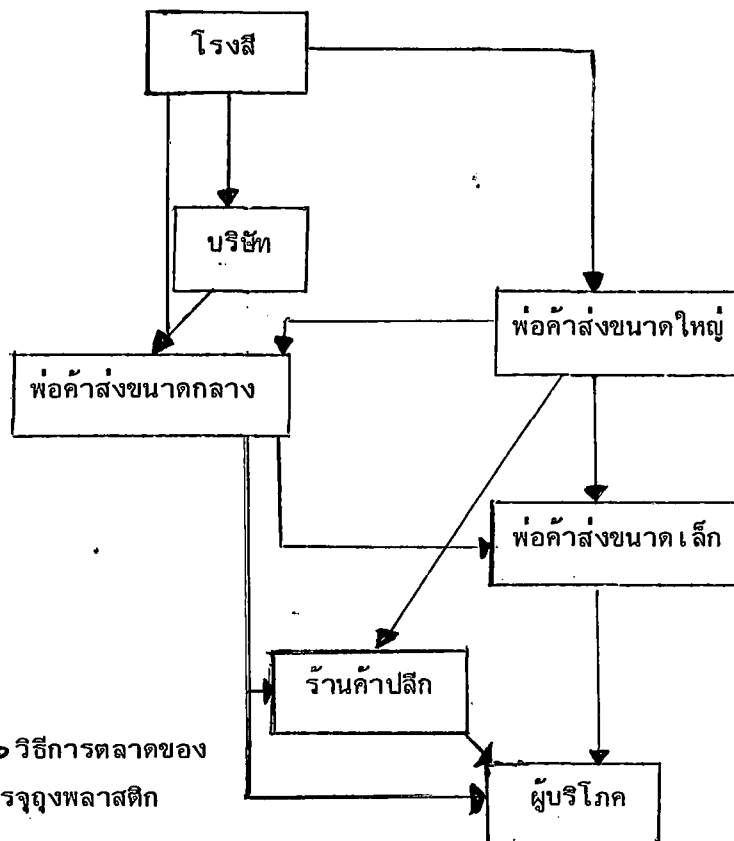 โรงสี
บริษัท
พ่อค้าส่งขนาดใหญ่
พ่อค้าส่งขนาดกลาง
พ่อค้าส่งขนาดเล็ก
ร้านค้าปลีก
วิธีการตลาดของ
รจุถุงพลาสติก
ผู้บริโภค